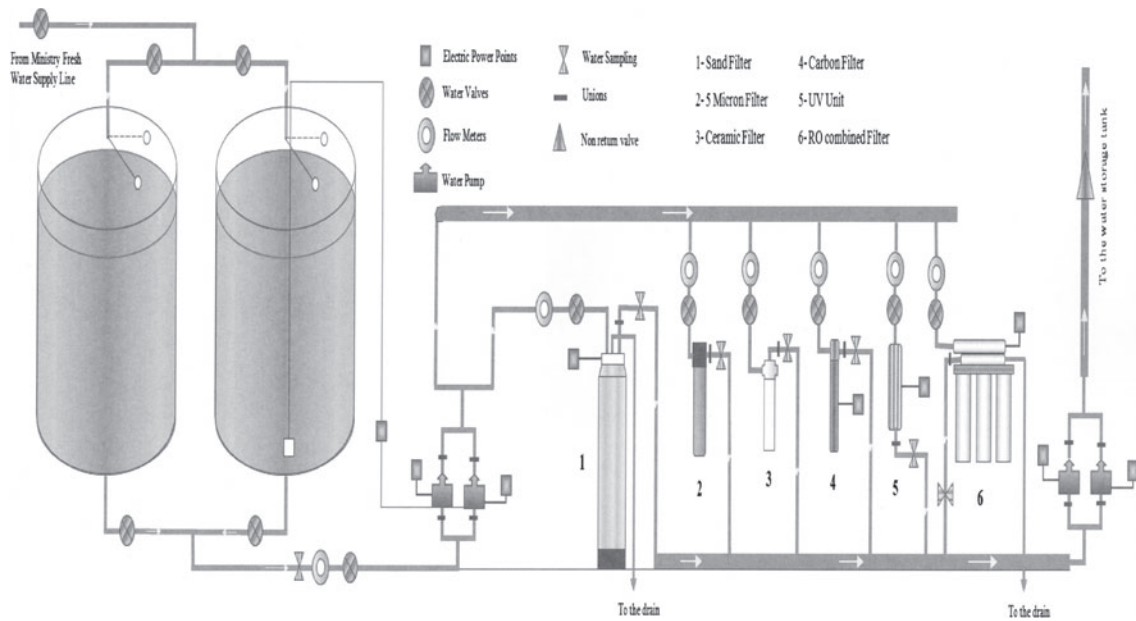 From Ministry Fresh
Water Supply Line
Electric Power Points
Water Valves
Flow Meters
Water Pump
Water Sampling
Unions
Non return valve
1- Sand Filter
2- 5 Micron Filter
3- Ceramic Filter
4- Carbon Filter
5- UV Unit
6- RO combined Filter
To the water storage tank
1
2
3
4
5
6
To the drain
To the drain